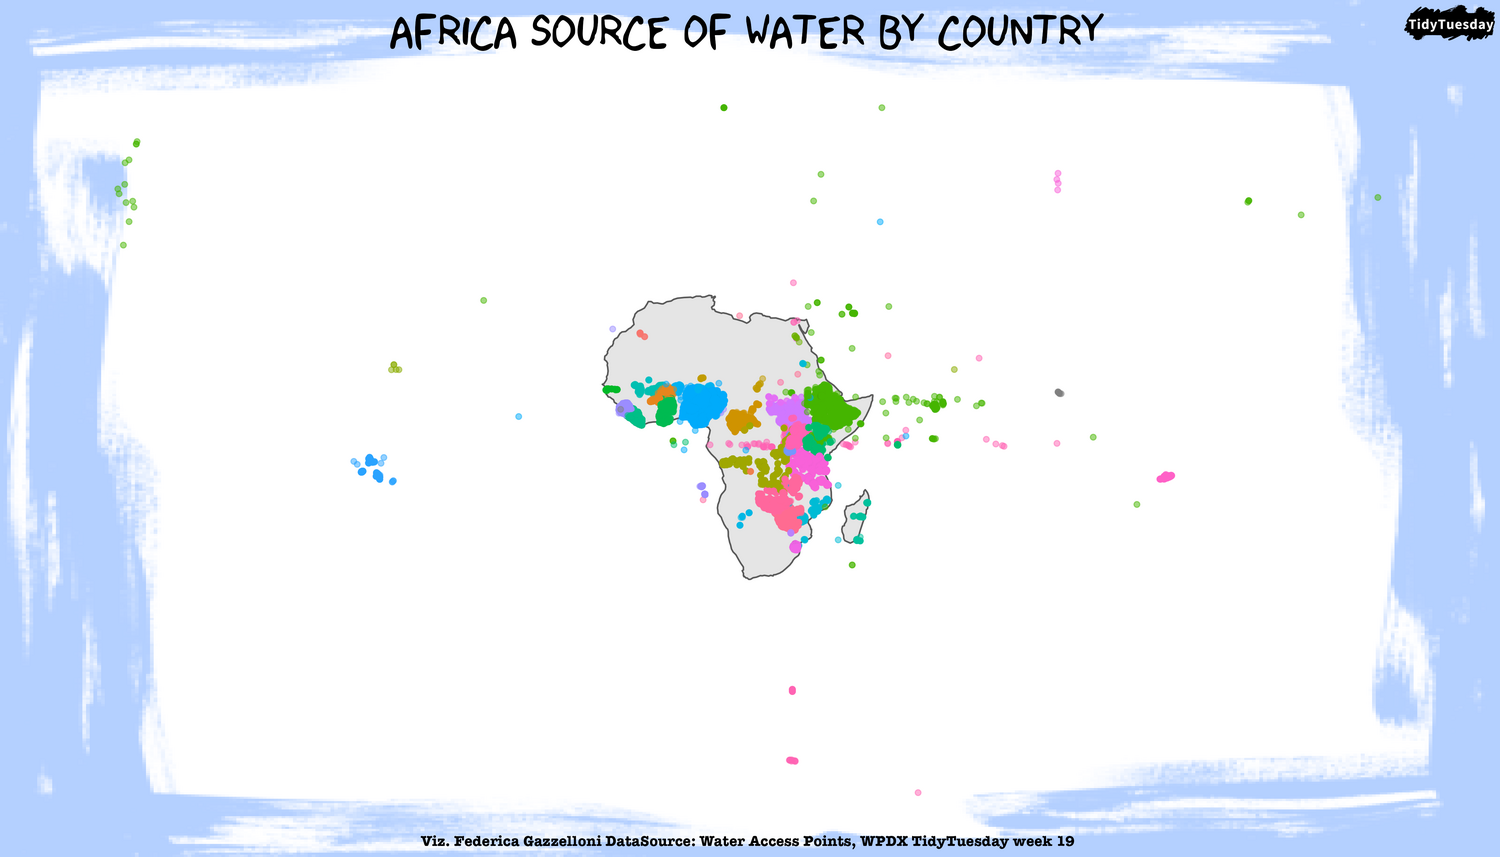 AFRICA SOURCE OF WATER BY COUNTRY
TidyTuesday
Viz. Federica Gazzelloni DataSource: Water Access Points, WPDX TidyTuesday week 19